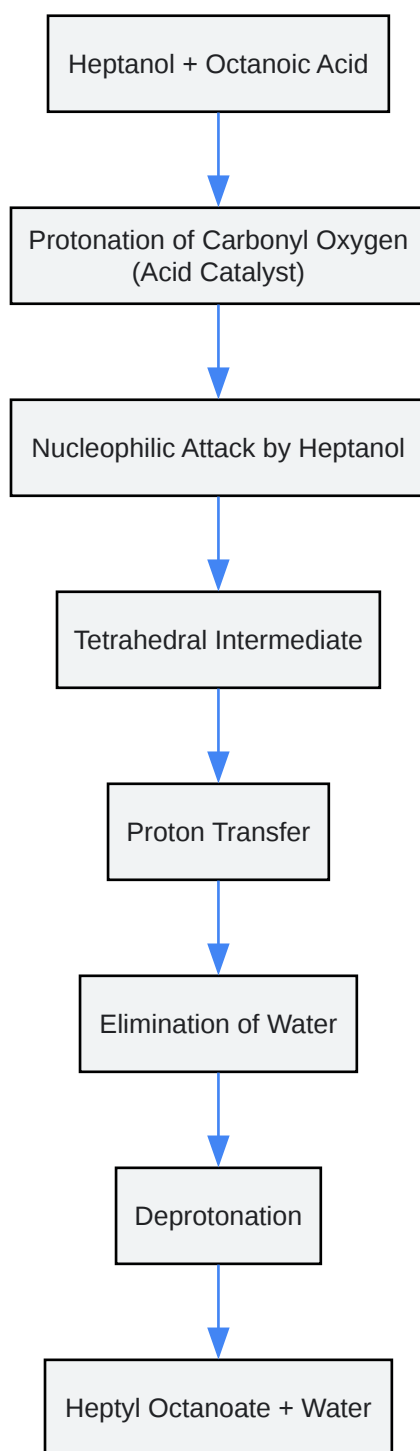 Heptanol + Octanoic Acid
Protonation of Carbonyl Oxygen
(Acid Catalyst)
Nucleophilic Attack by Heptanol
Tetrahedral Intermediate
Proton Transfer
Elimination of Water
Deprotonation
Heptyl Octanoate + Water